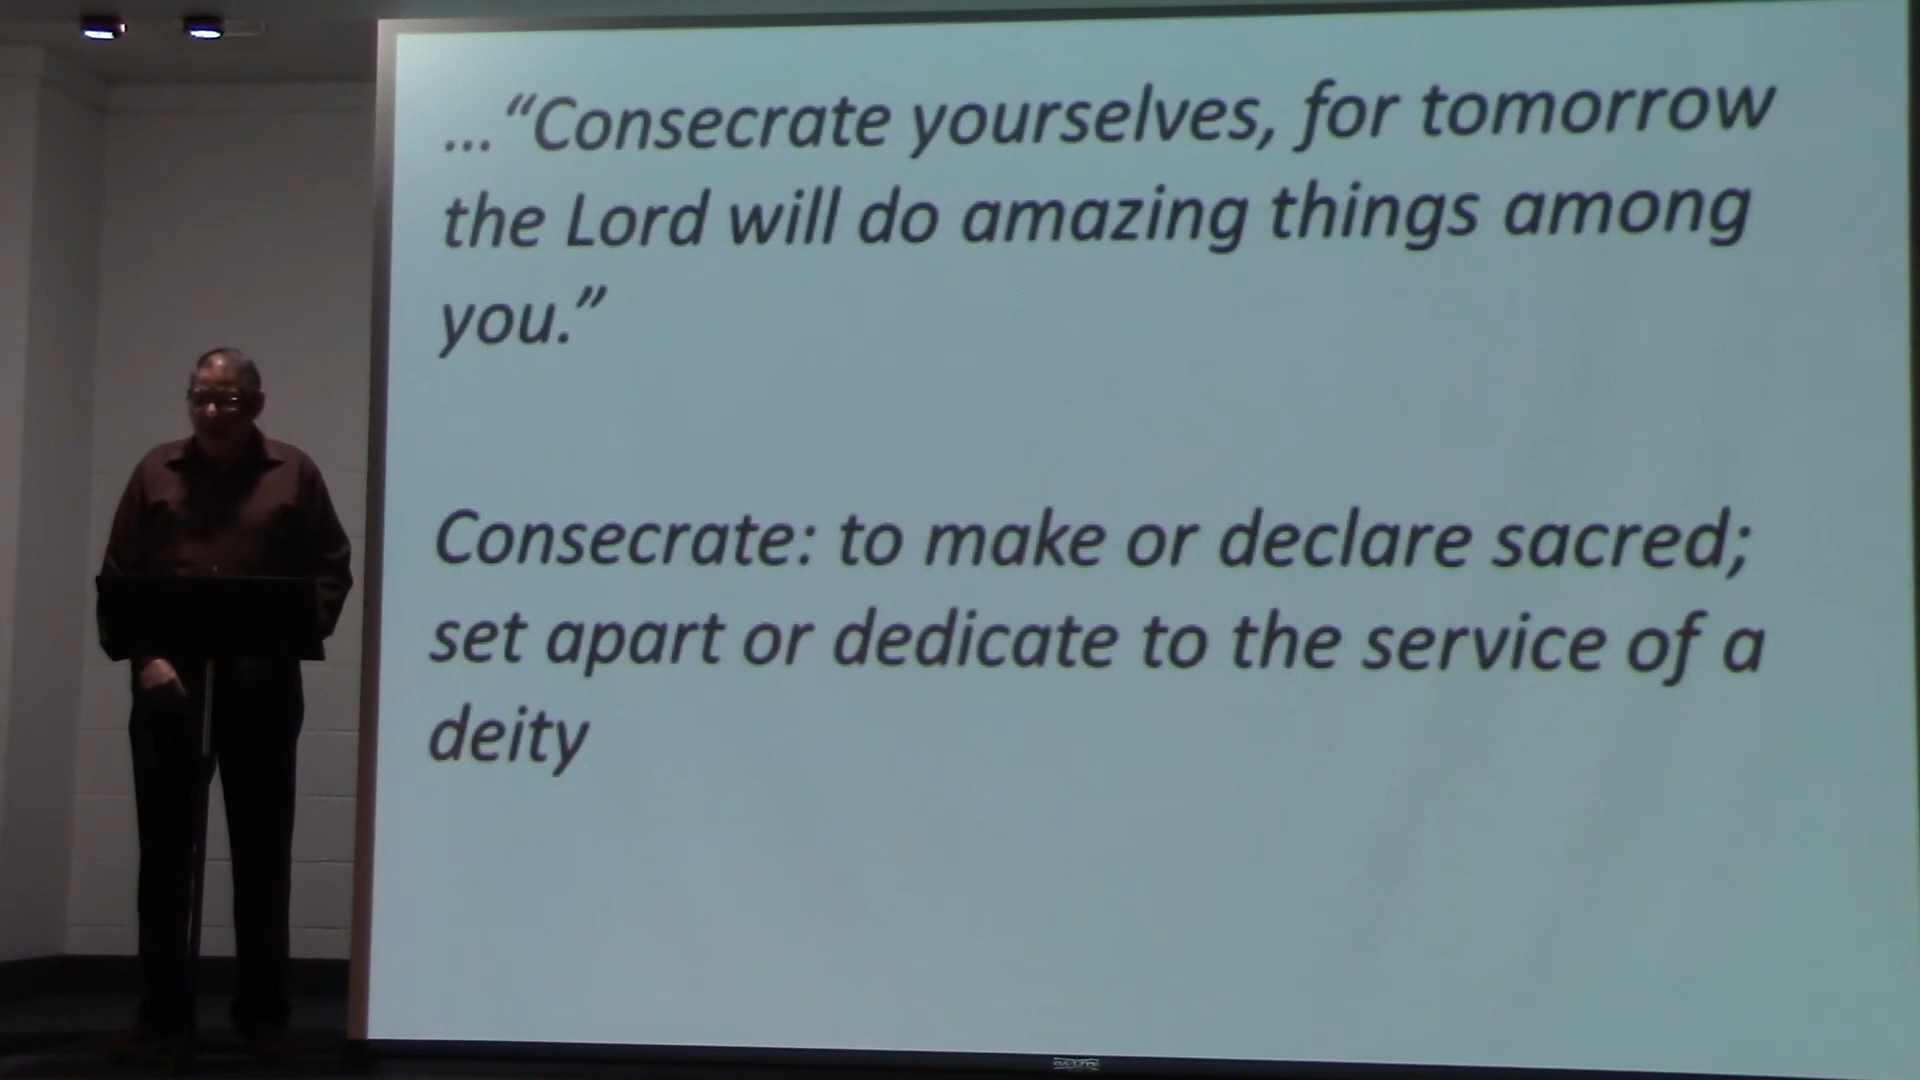 ... “Consecrate yourselves, for tomorrow
the Lord will do amazing things among
you.”
Consecrate: to make or declare sacred;
set apart or dedicate to the service of a
deity